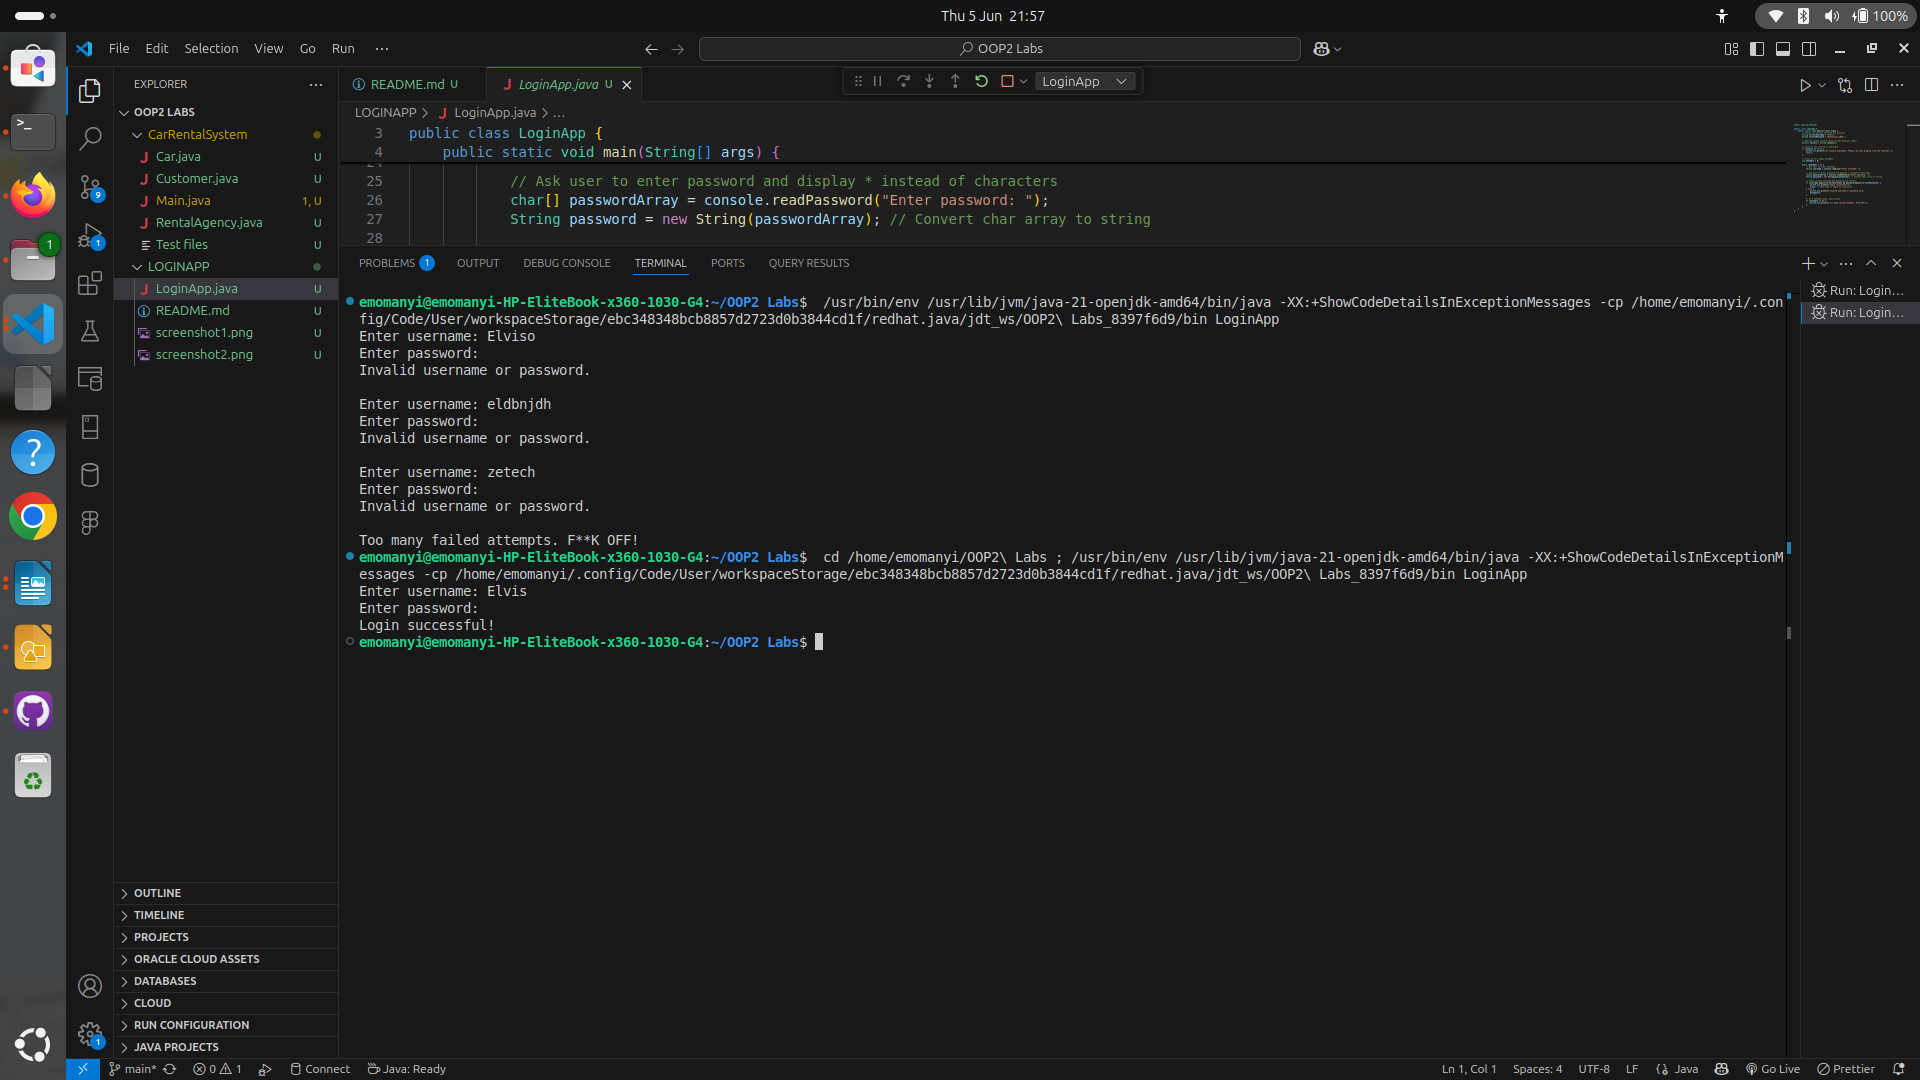 Thu 5 Jun 21:57
100%
File Edit Selection View Go Run ···
OOP2 Labs
EXPLORER
OOP2 LABS
CarRentalSystem
Car.java U
Customer.java U
Main.java 1, U
RentalAgency.java U
Test files U
LOGINAPP
LoginApp.java U
README.md U
screenshot1.png U
screenshot2.png U
OUTLINE
TIMELINE
PROJECTS
ORACLE CLOUD ASSETS
DATABASES
CLOUD
RUN CONFIGURATION
JAVA PROJECTS
README.md U
LoginApp.java U
LoginApp
LOGINAPP > LoginApp.java > ...
3 public class LoginApp {
4 public static void main(String[] args) {
25 // Ask user to enter password and display * instead of characters
26 char[] passwordArray = console.readPassword("Enter password: ");
27 String password = new String(passwordArray); // Convert char array to string
28
PROBLEMS 1 OUTPUT DEBUG CONSOLE TERMINAL PORTS QUERY RESULTS
Run: Login...
Run: Login...
emomanyi@emomanyi-HP-EliteBook-x360-1030-G4:~/OOP2 Labs$ /usr/bin/env /usr/lib/jvm/java-21-openjdk-amd64/bin/java -XX:+ShowCodeDetailsInExceptionMessages -cp /home/emomanyi/.con
fig/Code/User/workspaceStorage/ebc348348bcb8857d2723d0b3844cd1f/redhat.java/jdt_ws/OOP2\ Labs_8397f6d9/bin LoginApp
Enter username: Elviso
Enter password:
Invalid username or password.
Enter username: eldbnjdh
Enter password:
Invalid username or password.
Enter username: zetech
Enter password:
Invalid username or password.
Too many failed attempts. F**K OFF!
emomanyi@emomanyi-HP-EliteBook-x360-1030-G4:~/OOP2 Labs$ cd /home/emomanyi/OOP2\ Labs ; /usr/bin/env /usr/lib/jvm/java-21-openjdk-amd64/bin/java -XX:+ShowCodeDetailsInExceptionM
essages -cp /home/emomanyi/.config/Code/User/workspaceStorage/ebc348348bcb8857d2723d0b3844cd1f/redhat.java/jdt_ws/OOP2\ Labs_8397f6d9/bin LoginApp
Enter username: Elvis
Enter password:
Login successful!
emomanyi@emomanyi-HP-EliteBook-x360-1030-G4:~/OOP2 Labs$
main* 0 1 Connect Java: Ready
Ln 1, Col 1 Spaces: 4 UTF-8 LF Java Go Live Prettier